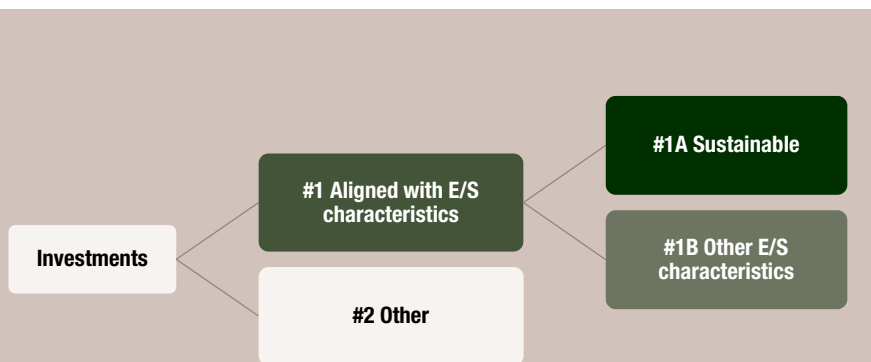 Investments
#1 Aligned with E/S
characteristics
#2 Other
#1A Sustainable
#1B Other E/S
characteristics